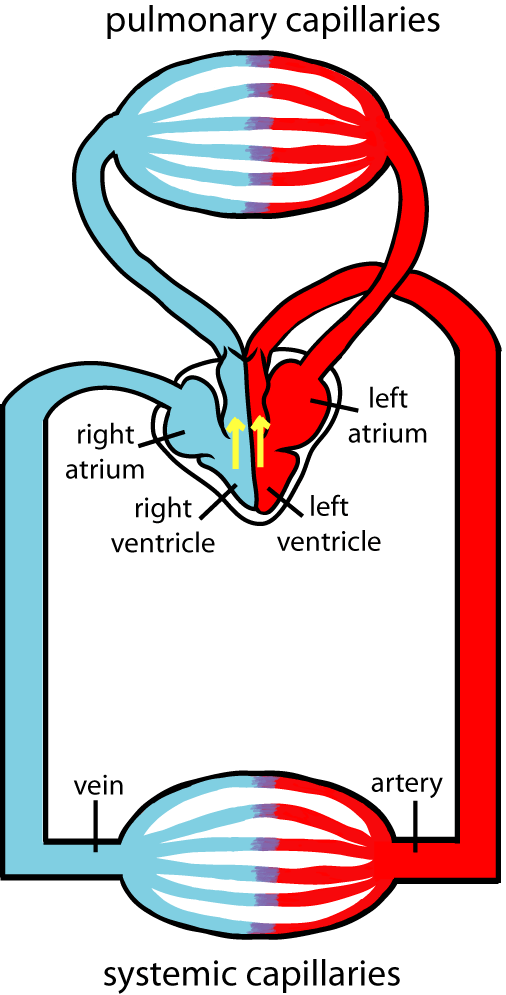 pulmonary capillaries
left
atrium
right
atrium
right
ventricle
left
ventricle
vein
artery
systemic capillaries